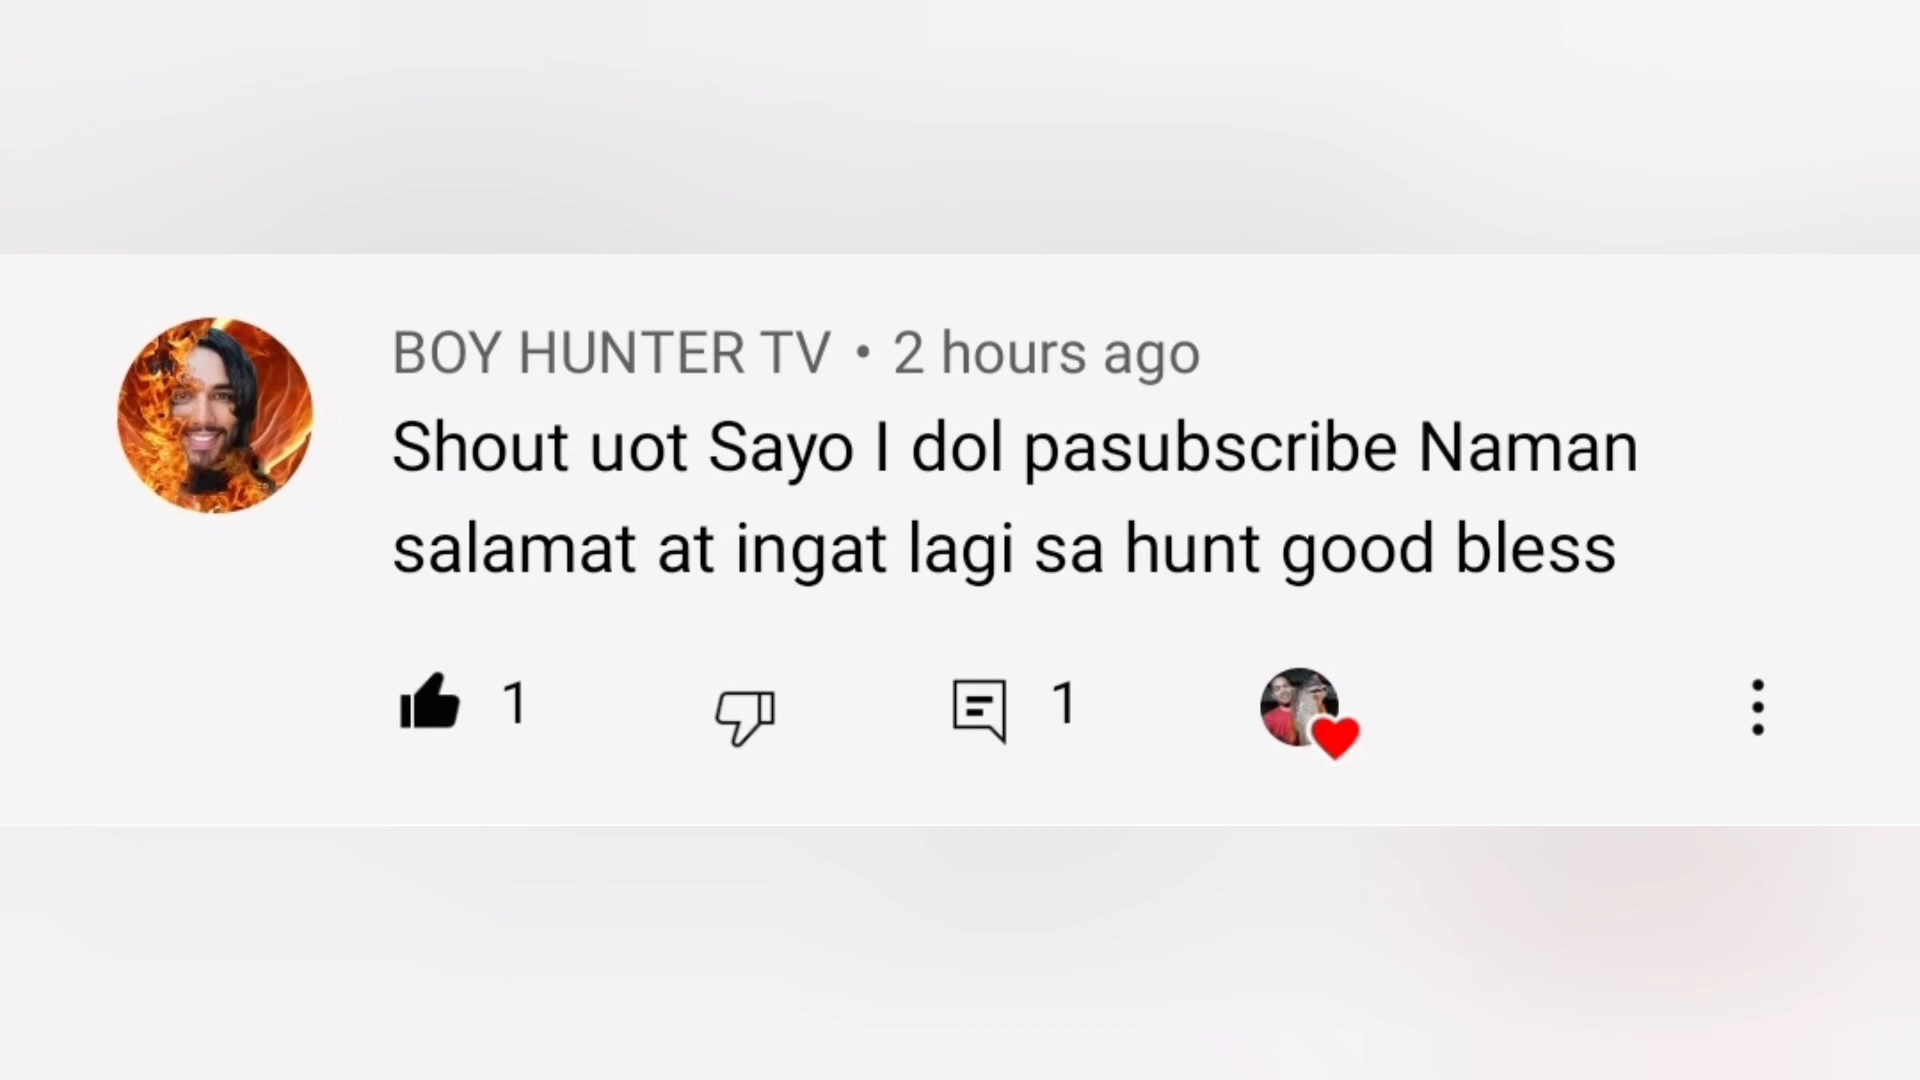 BOY HUNTER TV • 2 hours ago
Shout uot Sayo I dol pasubscribe Naman
salamat at ingat lagi sa hunt good bless
1 1